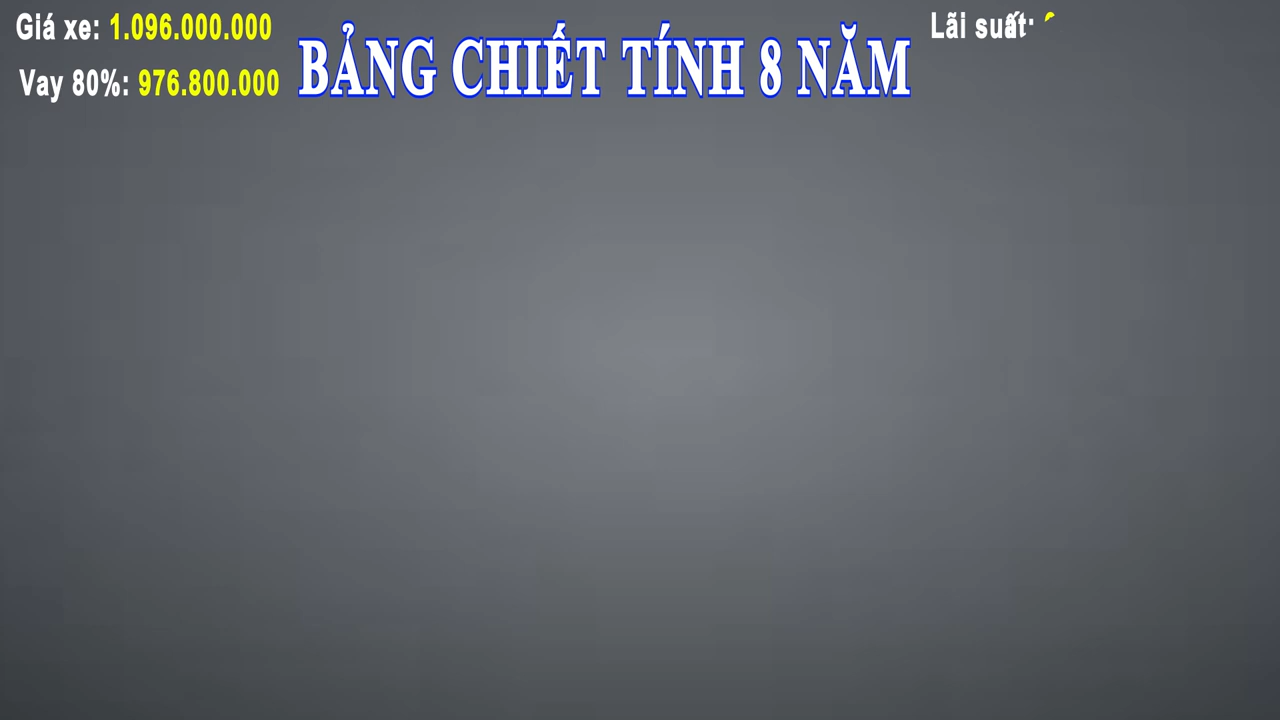 Giá xe: 1.096.000.000
Vay 80%: 976.800.000
BẢNG CHIẾT TÍNH 8 NĂM
Lãi suất: